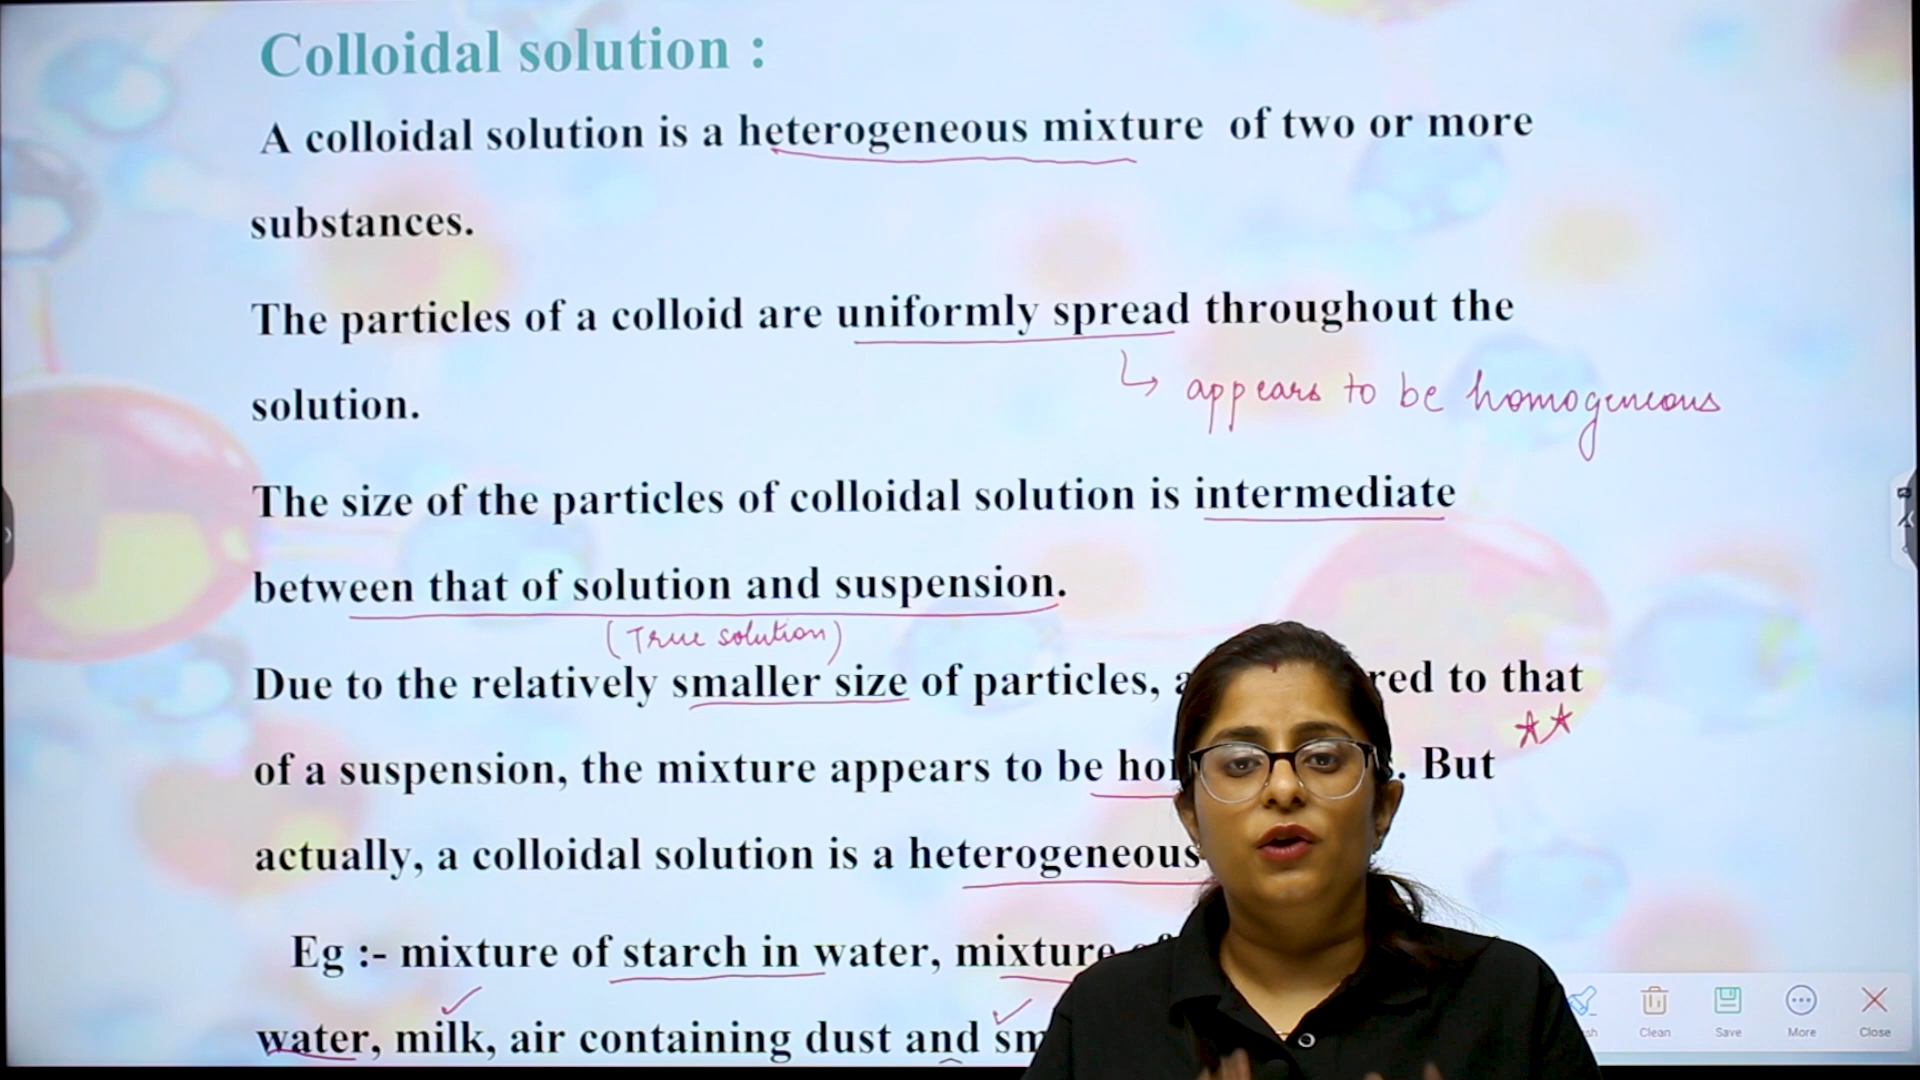 Colloidal solution :
A colloidal solution is a heterogeneous mixture of two or more
substances.
The particles of a colloid are uniformly spread throughout the
appears to be homogeneous
solution.
The size of the particles of colloidal solution is intermediate
between that of solution and suspension.
(True solution)
Due to the relatively smaller size of particles, to that
of a suspension, the mixture appears to be But
actually, a colloidal solution is a heterogeneous
Eg :- mixture of starch in water, mixture
water, milk, air containing dust and
Clean Save More Close